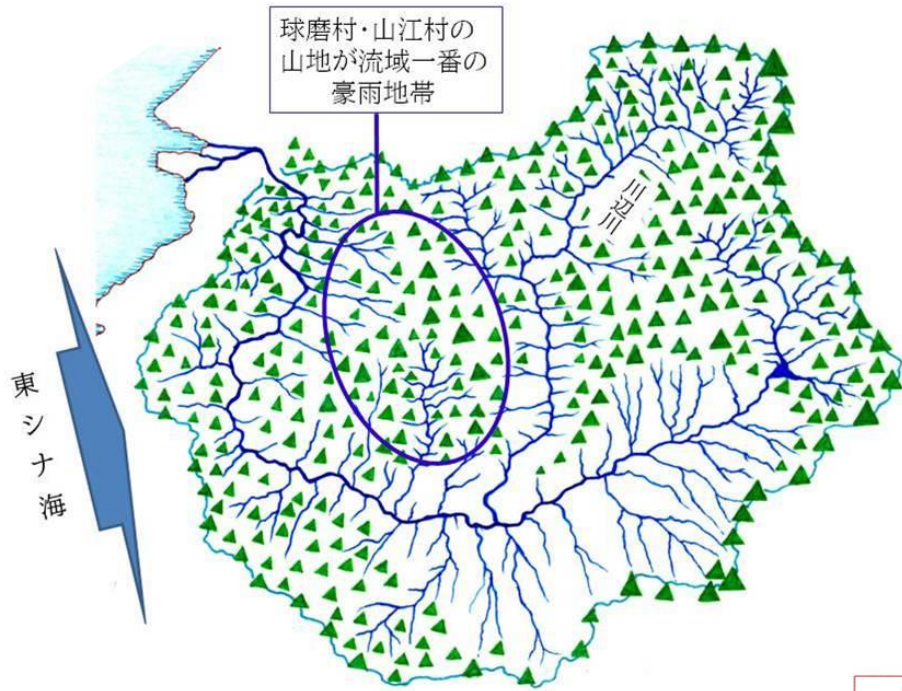 球磨村・山江村の
山地が流域一番の
豪雨地帯
川辺川
東シナ海